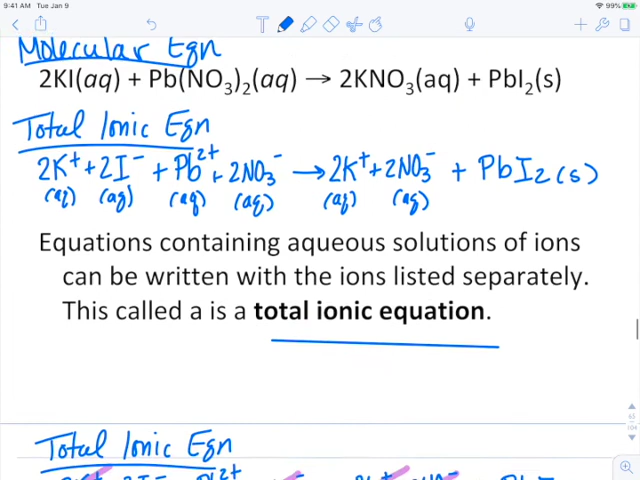 9:41 AM Tue Jan 9
99%
Molecular Eqn
2KI(aq) + Pb(NO₃)₂(aq) → 2KNO₃(aq) + PbI₂(s)
Total Ionic Eqn
2K⁺ + 2I⁻ + Pb²⁺ + 2NO₃⁻ → 2K⁺ + 2NO₃⁻ + PbI₂(s)
(aq) (aq) (aq) (aq) (aq) (aq)
Equations containing aqueous solutions of ions
can be written with the ions listed separately.
This called a is a total ionic equation.
65
104
Total Ionic Eqn